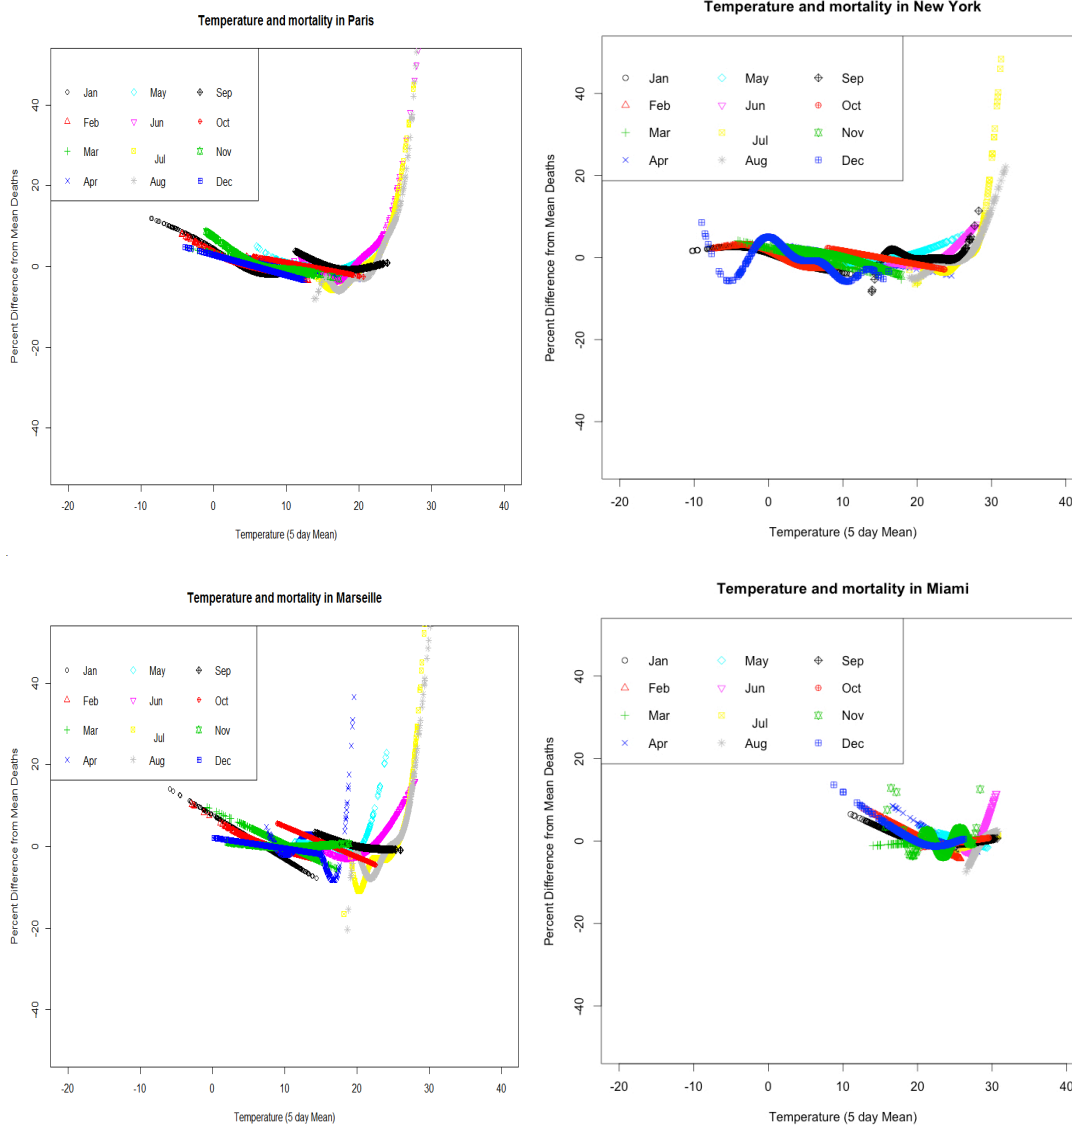 Temperature and mortality in Paris
Percent Difference from Mean Deaths
40
20
0
-20
-40
Jan May Sep
Feb Jun Oct
Mar Jul Nov
Apr Aug Dec
-20 -10 0 10 20 30 40
Temperature (5 day Mean)
Temperature and mortality in New York
Percent Difference from Mean Deaths
40
20
0
-20
-40
Jan May Sep
Feb Jun Oct
Mar Jul Nov
Apr Aug Dec
-20 -10 0 10 20 30 40
Temperature (5 day Mean)
Temperature and mortality in Marseille
Percent Difference from Mean Deaths
40
20
0
-20
-40
Jan May Sep
Feb Jun Oct
Mar Jul Nov
Apr Aug Dec
-20 -10 0 10 20 30 40
Temperature (5 day Mean)
Temperature and mortality in Miami
Percent Difference from Mean Deaths
40
20
0
-20
-40
Jan May Sep
Feb Jun Oct
Mar Jul Nov
Apr Aug Dec
-20 -10 0 10 20 30 40
Temperature (5 day Mean)